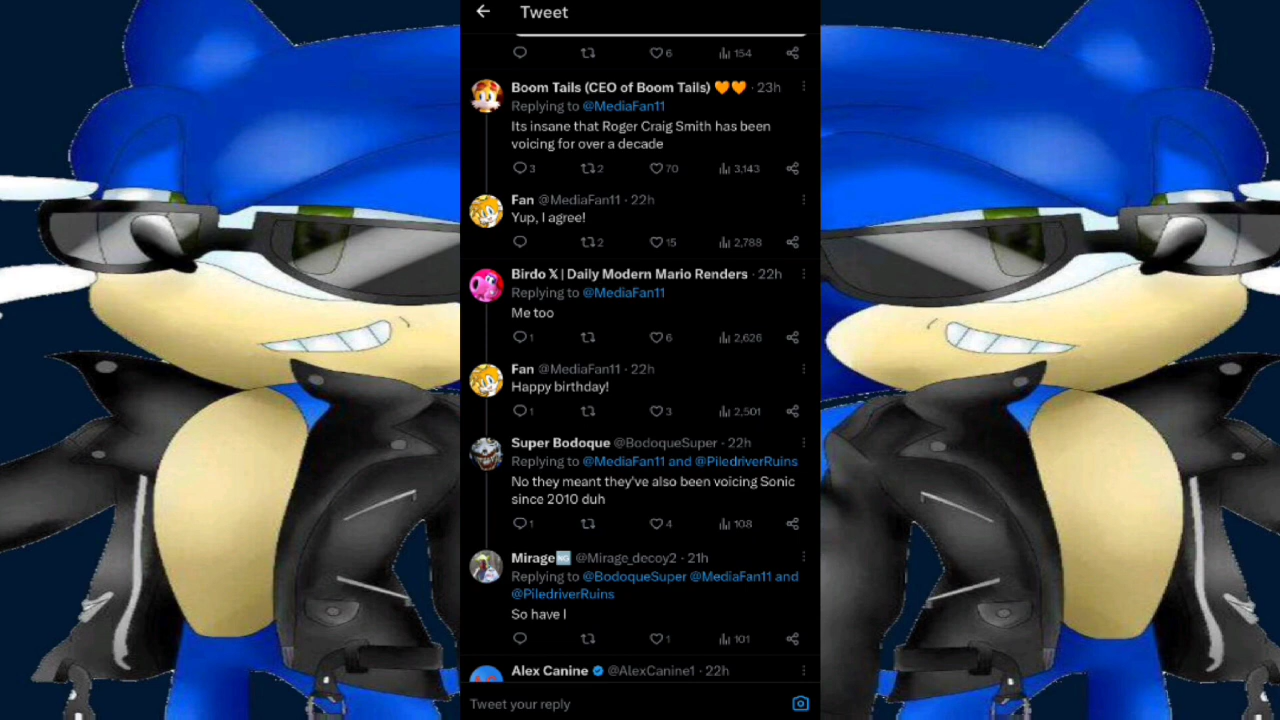 Tweet
6 154
Boom Tails (CEO of Boom Tails) 🧡🧡 · 23h
Replying to @MediaFan11
Its insane that Roger Craig Smith has been
voicing for over a decade
3 2 70 3,143
Fan @MediaFan11 · 22h
Yup, I agree!
2 15 2,788
Birdo 𝕏 | Daily Modern Mario Renders · 22h
Replying to @MediaFan11
Me too
1 6 2,626
Fan @MediaFan11 · 22h
Happy birthday!
1 3 2,501
Super Bodoque @BodoqueSuper · 22h
Replying to @MediaFan11 and @PiledriverRuins
No they meant they've also been voicing Sonic
since 2010 duh
1 4 108
Mirage🆖 @Mirage_decoy2 · 21h
Replying to @BodoqueSuper @MediaFan11 and
@PiledriverRuins
So have I
1 101
Alex Canine @AlexCanine1 · 22h
Tweet your reply